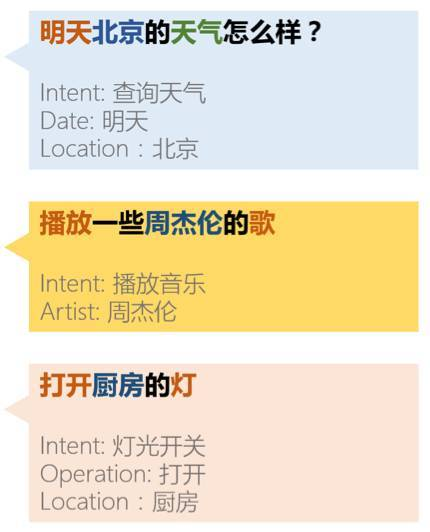 明天北京的天气怎么样？
Intent: 查询天气
Date: 明天
Location：北京
播放一些周杰伦的歌
Intent: 播放音乐
Artist: 周杰伦
打开厨房的灯
Intent: 灯光开关
Operation: 打开
Location：厨房